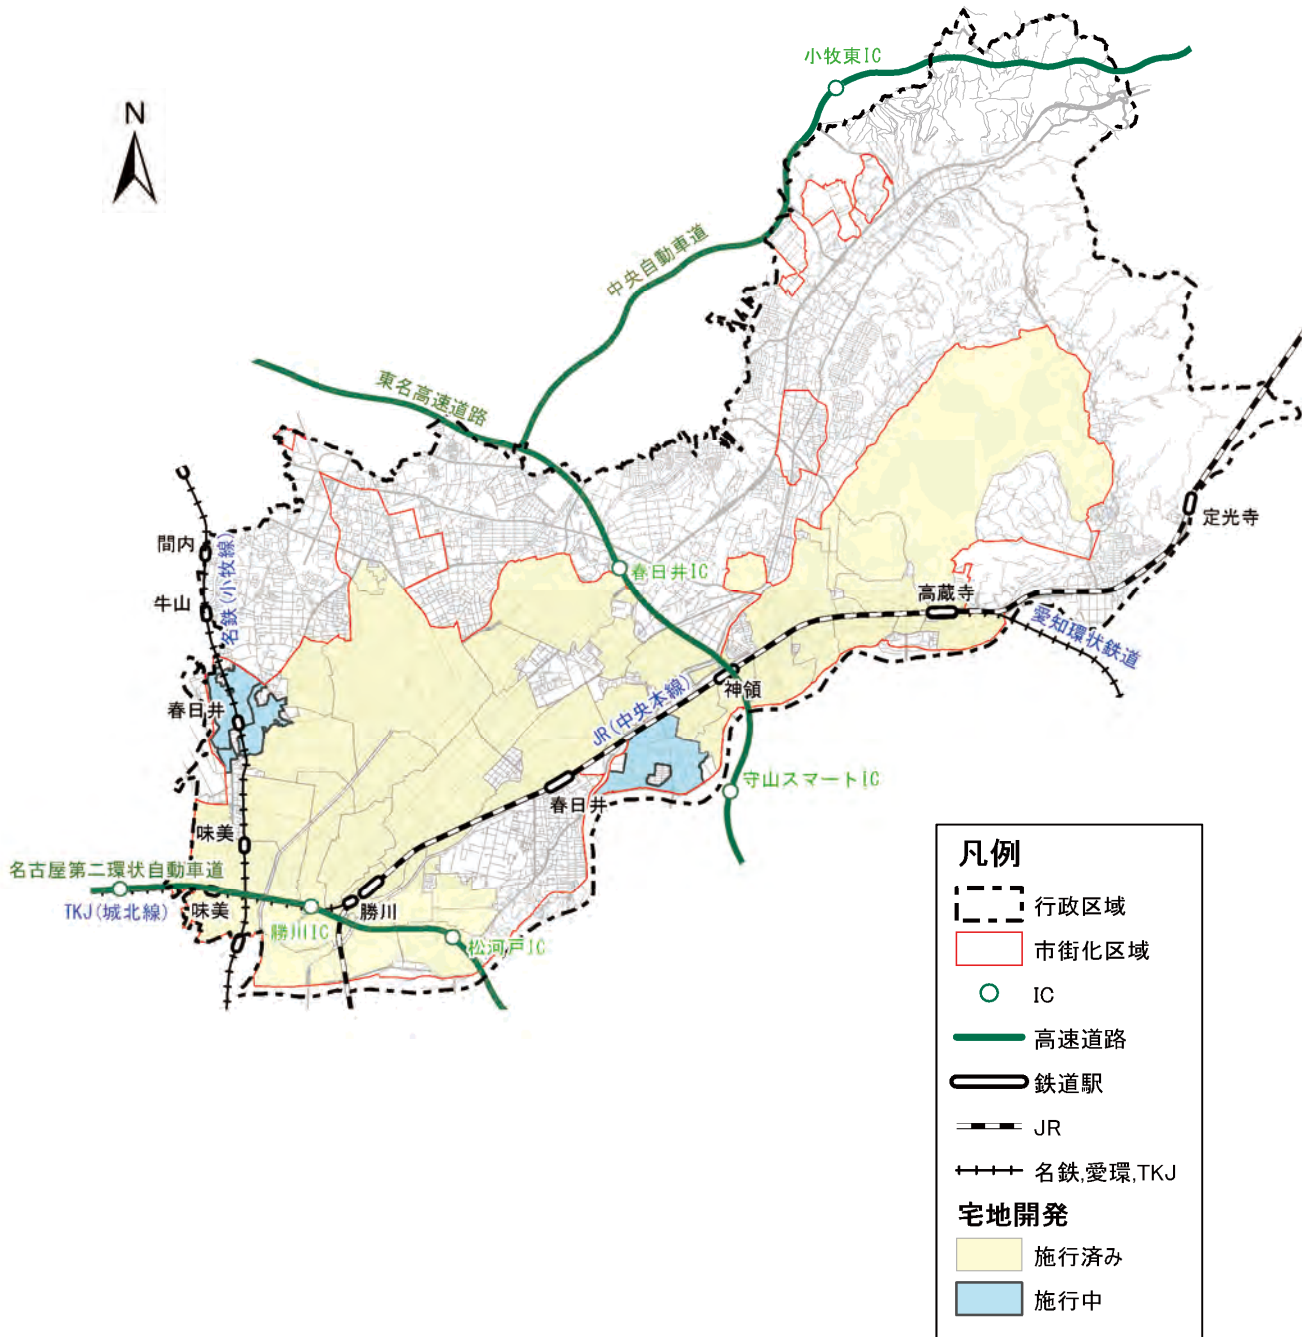 小牧東IC
N
中央自動車道
東名高速道路
定光寺
間内
名鉄(小牧線)
春日井IC
牛山
高蔵寺
愛知環状鉄道
神領
春日井
JR(中央本線)
守山スマートIC
春日井
味美
名古屋第二環状自動車道
TKJ(城北線)
味美
勝川
勝川IC
松河戸IC
凡例
行政区域
市街化区域
IC
高速道路
鉄道駅
JR
名鉄,愛環,TKJ
宅地開発
施行済み
施行中